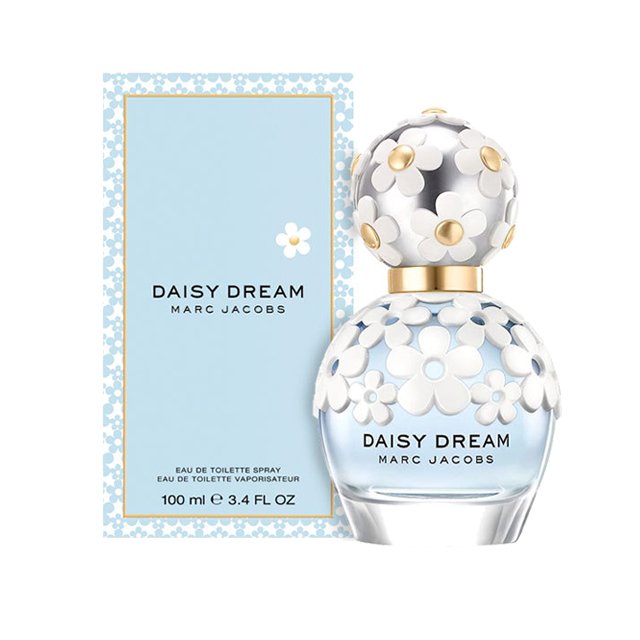 DAISY DREAM
MARC JACOBS
EAU DE TOILETTE SPRAY
EAU DE TOILETTE VAPORISATEUR
100 ml ℮ 3.4 FL OZ
DAISY DREAM
MARC JACOBS